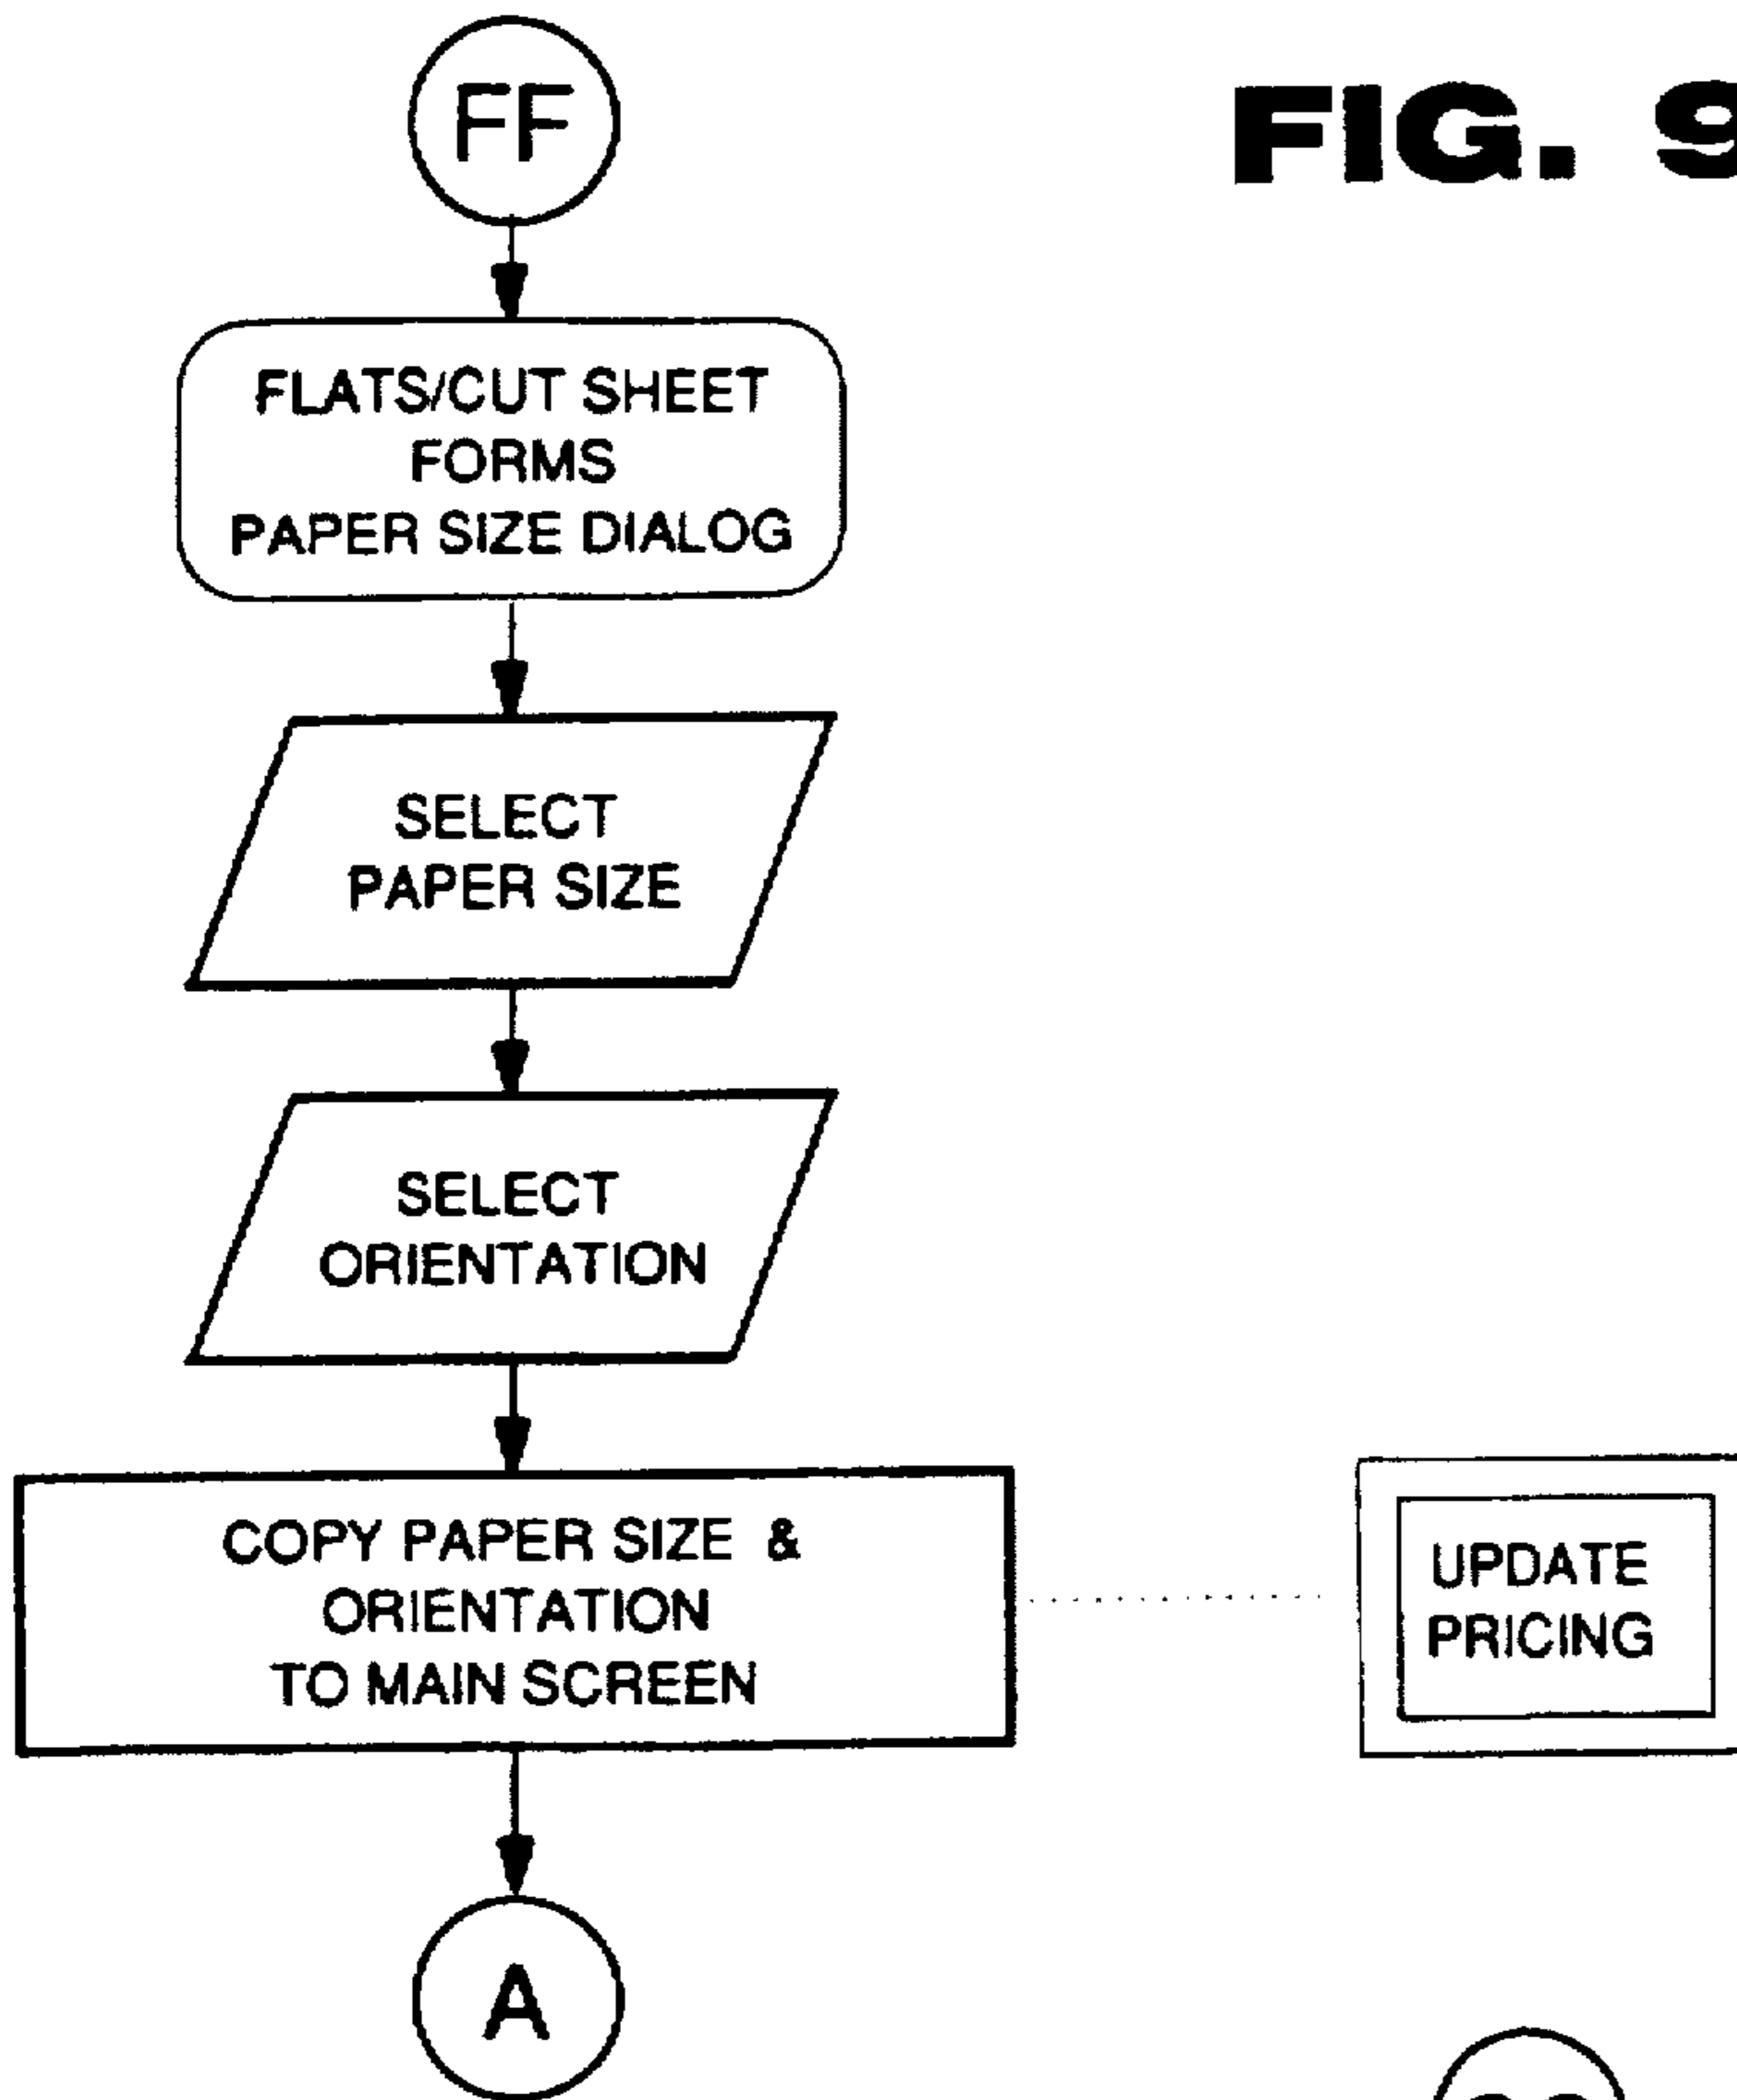 FF
FIG. 9
FLATS/CUT SHEET
FORMS
PAPER SIZE DIALOG
SELECT
PAPER SIZE
SELECT
ORIENTATION
COPY PAPER SIZE &
ORIENTATION
TO MAIN SCREEN
UPDATE
PRICING
A